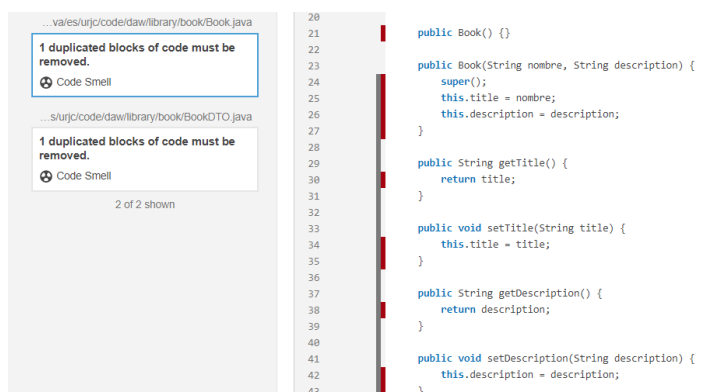 …va/es/urjc/code/daw/library/book/Book.java
1 duplicated blocks of code must be
removed.
Code Smell
…s/urjc/code/daw/library/book/BookDTO.java
1 duplicated blocks of code must be
removed.
Code Smell
2 of 2 shown
20
21 public Book() {}
22
23 public Book(String nombre, String description) {
24 super();
25 this.title = nombre;
26 this.description = description;
27 }
28
29 public String getTitle() {
30 return title;
31 }
32
33 public void setTitle(String title) {
34 this.title = title;
35 }
36
37 public String getDescription() {
38 return description;
39 }
40
41 public void setDescription(String description) {
42 this.description = description;
43 }